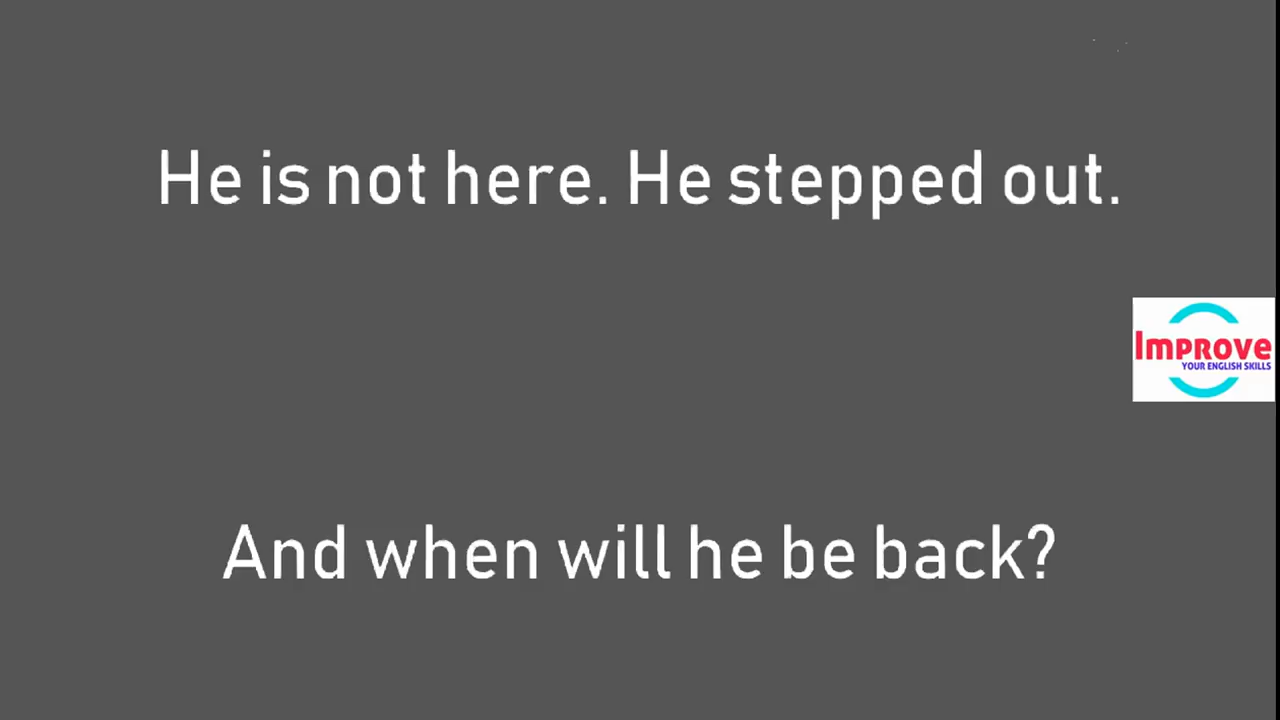 He is not here. He stepped out.
Improve
YOUR ENGLISH SKILLS
And when will he be back?